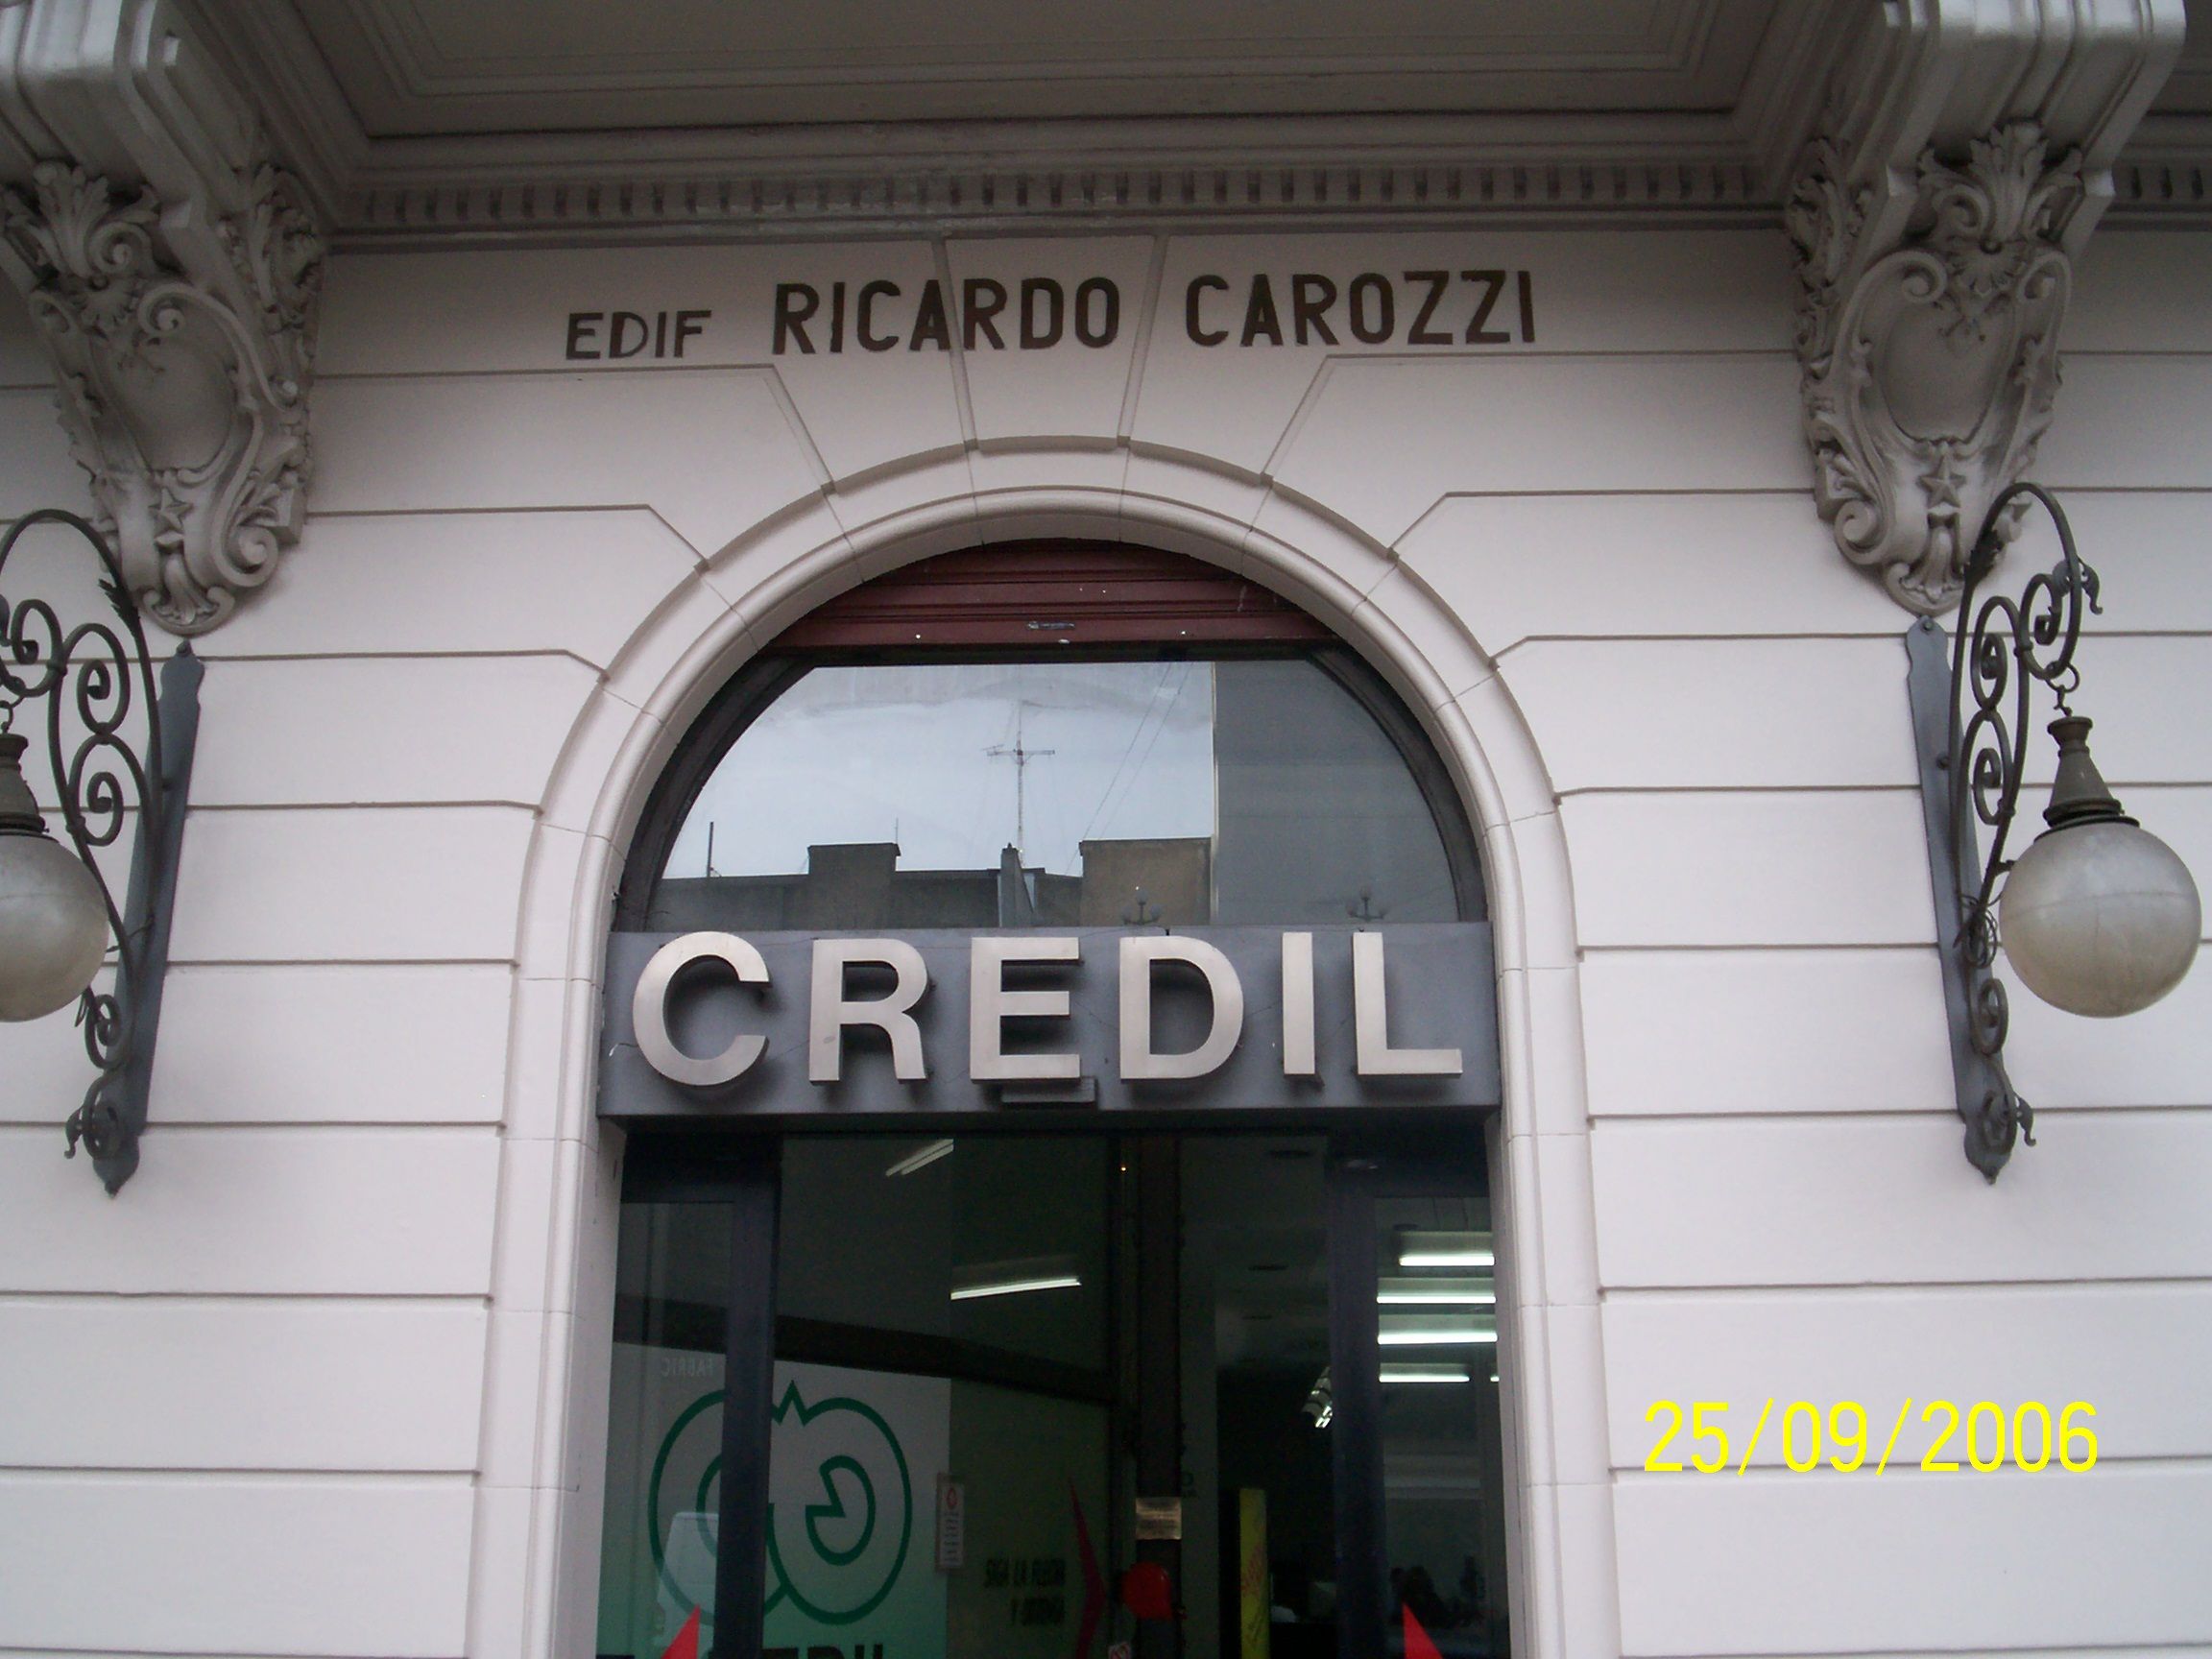 EDIF RICARDO CAROZZI
CREDIL
25/09/2006